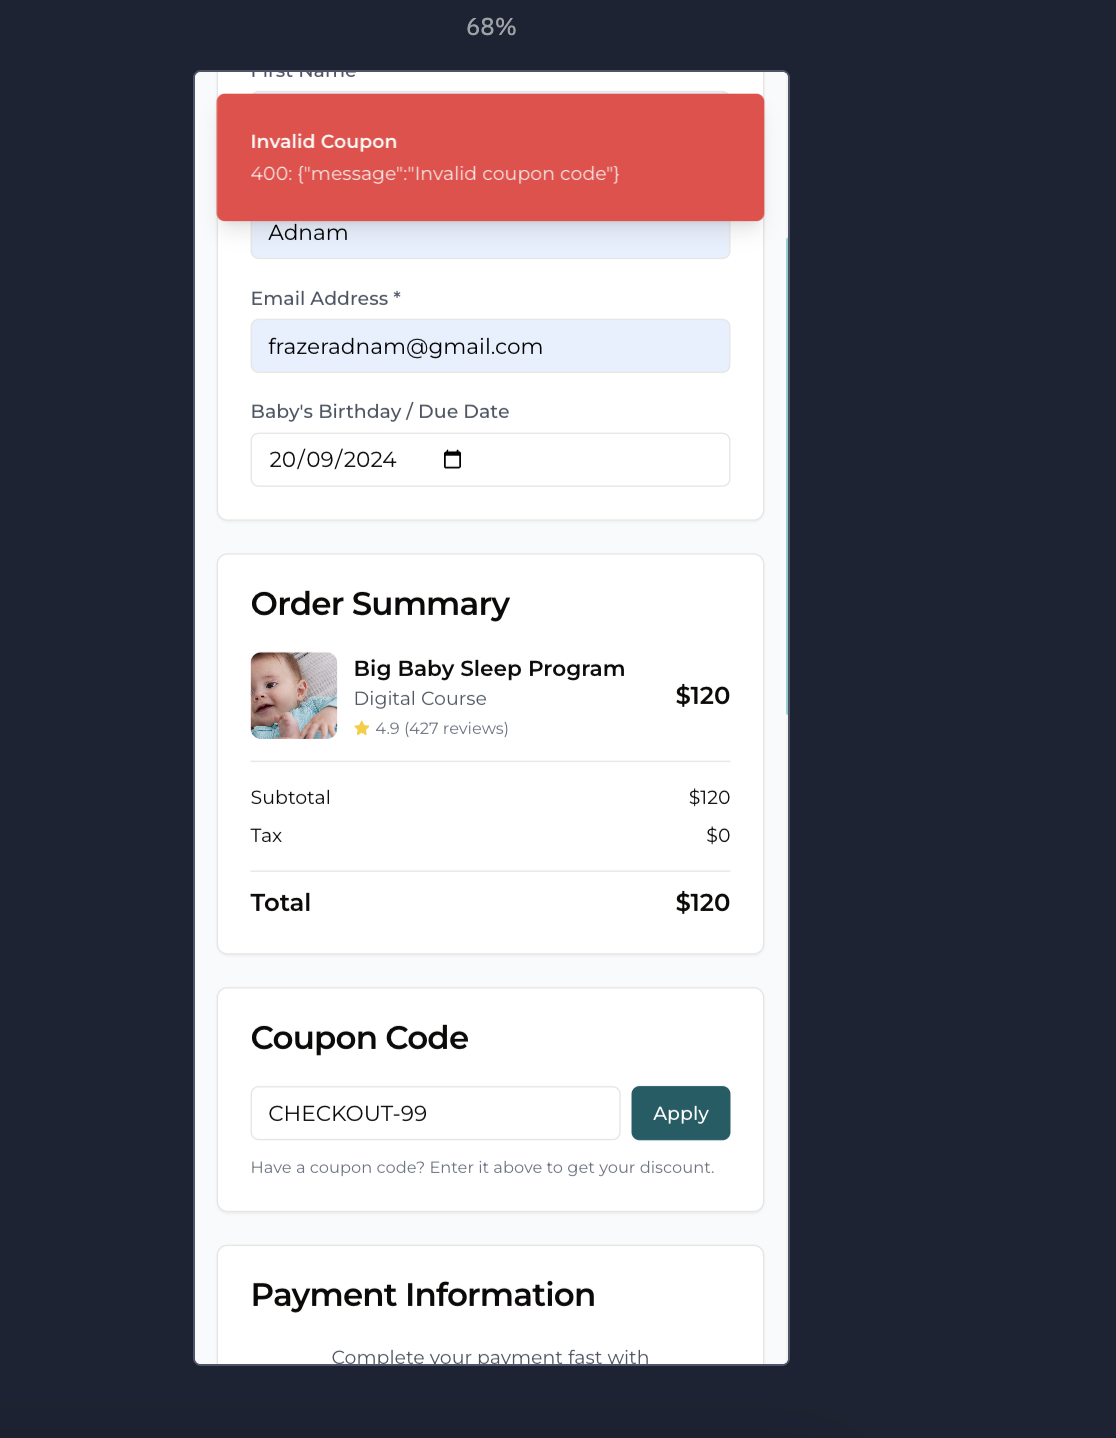 68%
First Name
Invalid Coupon
400: {"message":"Invalid coupon code"}
Adnam
Email Address *
frazeradnam@gmail.com
Baby's Birthday / Due Date
20/09/2024
Order Summary
Big Baby Sleep Program
Digital Course
$120
4.9 (427 reviews)
Subtotal $120
Tax $0
Total $120
Coupon Code
CHECKOUT-99 Apply
Have a coupon code? Enter it above to get your discount.
Payment Information
Complete your payment fast with